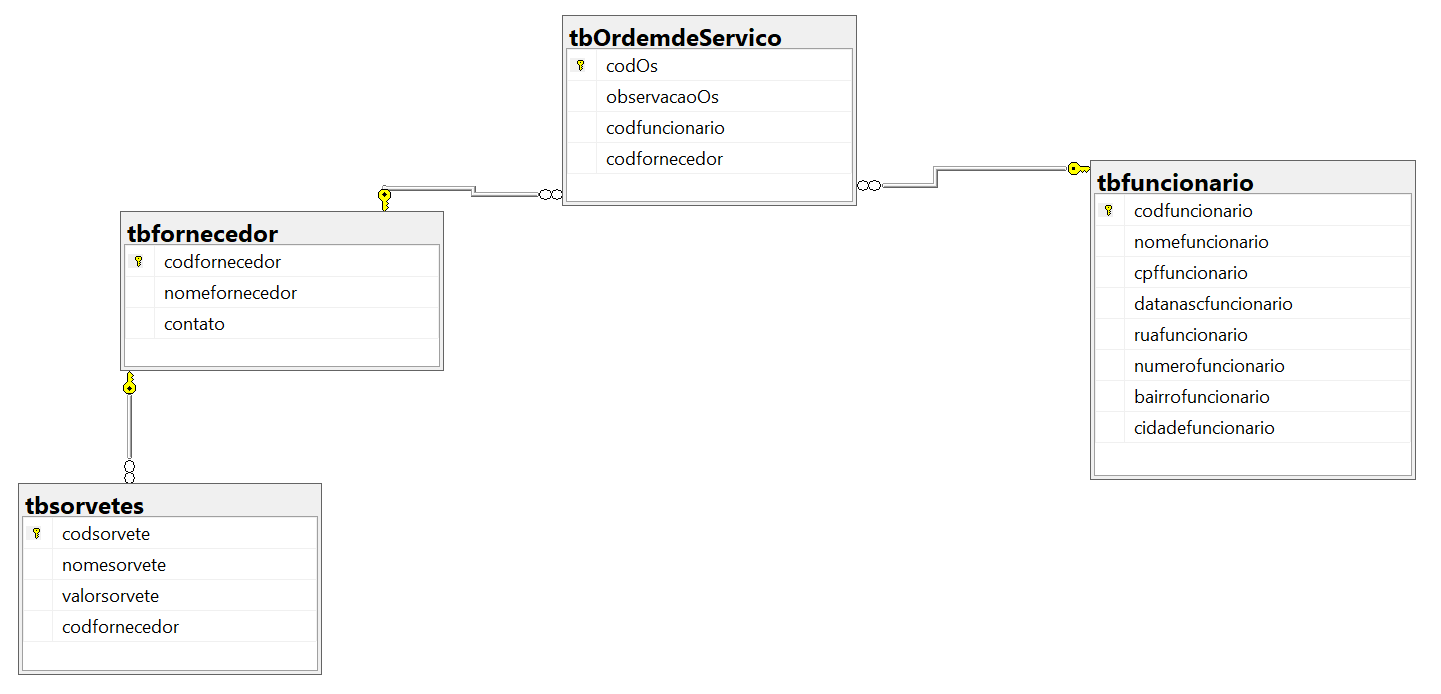 tbOrdemdeServico
codOs
observacaoOs
codfuncionario
codfornecedor
tbfornecedor
codfornecedor
nomefornecedor
contato
tbfuncionario
codfuncionario
nomefuncionario
cpffuncionario
datanascfuncionario
ruafuncionario
numerofuncionario
bairrofuncionario
cidadefuncionario
tbsorvetes
codsorvete
nomesorvete
valorsorvete
codfornecedor